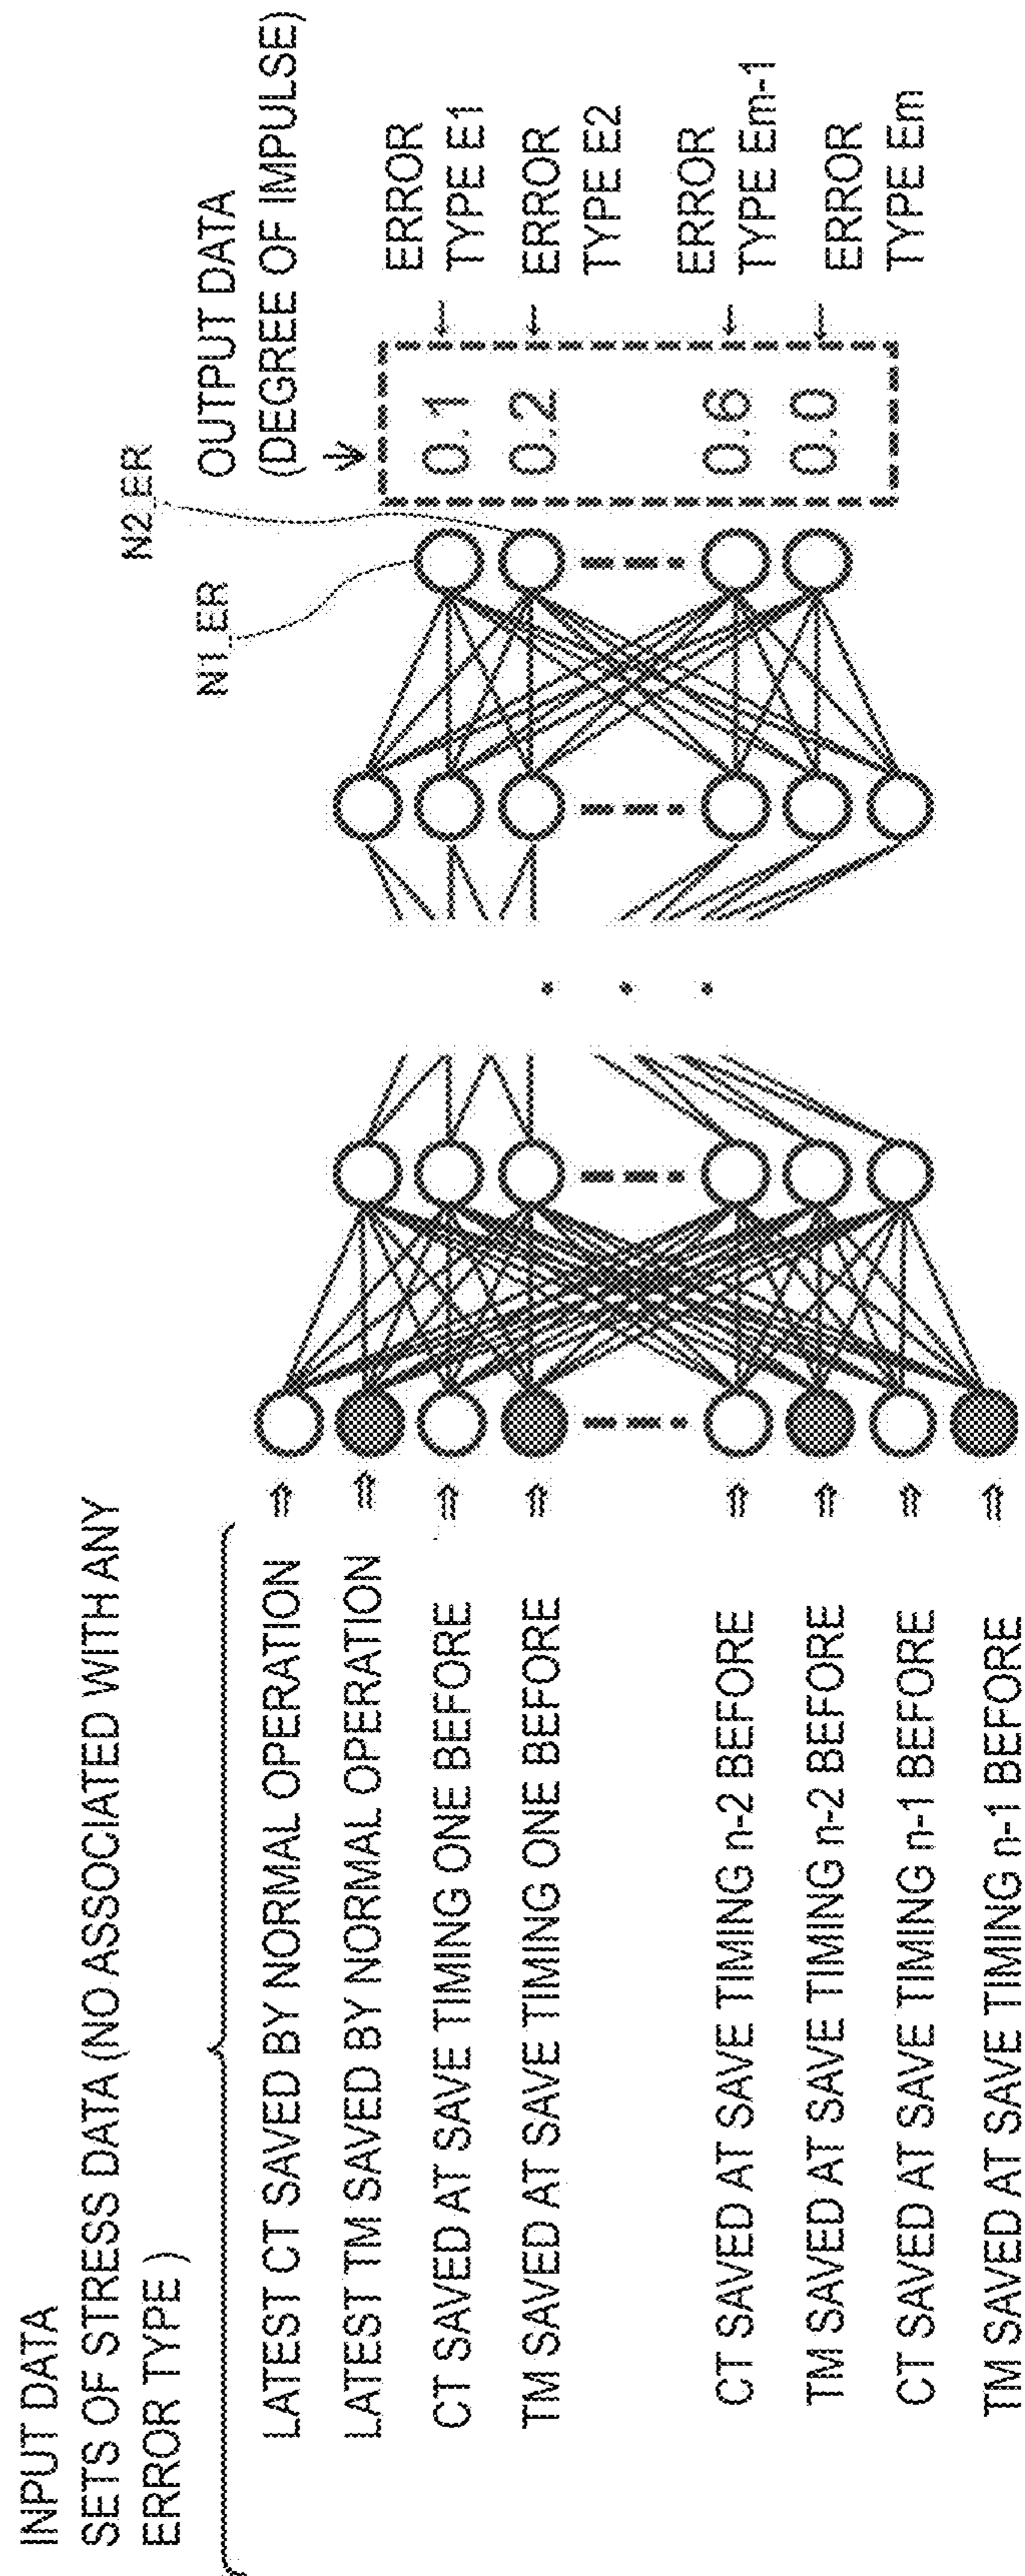 INPUT DATA
SETS OF STRESS DATA (NO ASSOCIATED WITH ANY
ERROR TYPE )
LATEST CT SAVED BY NORMAL OPERATION
LATEST TM SAVED BY NORMAL OPERATION
CT SAVED AT SAVE TIMING ONE BEFORE
TM SAVED AT SAVE TIMING ONE BEFORE
CT SAVED AT SAVE TIMING n-2 BEFORE
TM SAVED AT SAVE TIMING n-2 BEFORE
CT SAVED AT SAVE TIMING n-1 BEFORE
TM SAVED AT SAVE TIMING n-1 BEFORE
N1_ER
N2_ER
OUTPUT DATA
(DEGREE OF IMPULSE)
0.1
0.2
0.6
0.0
ERROR
TYPE E1
ERROR
TYPE E2
ERROR
TYPE Em-1
ERROR
TYPE Em